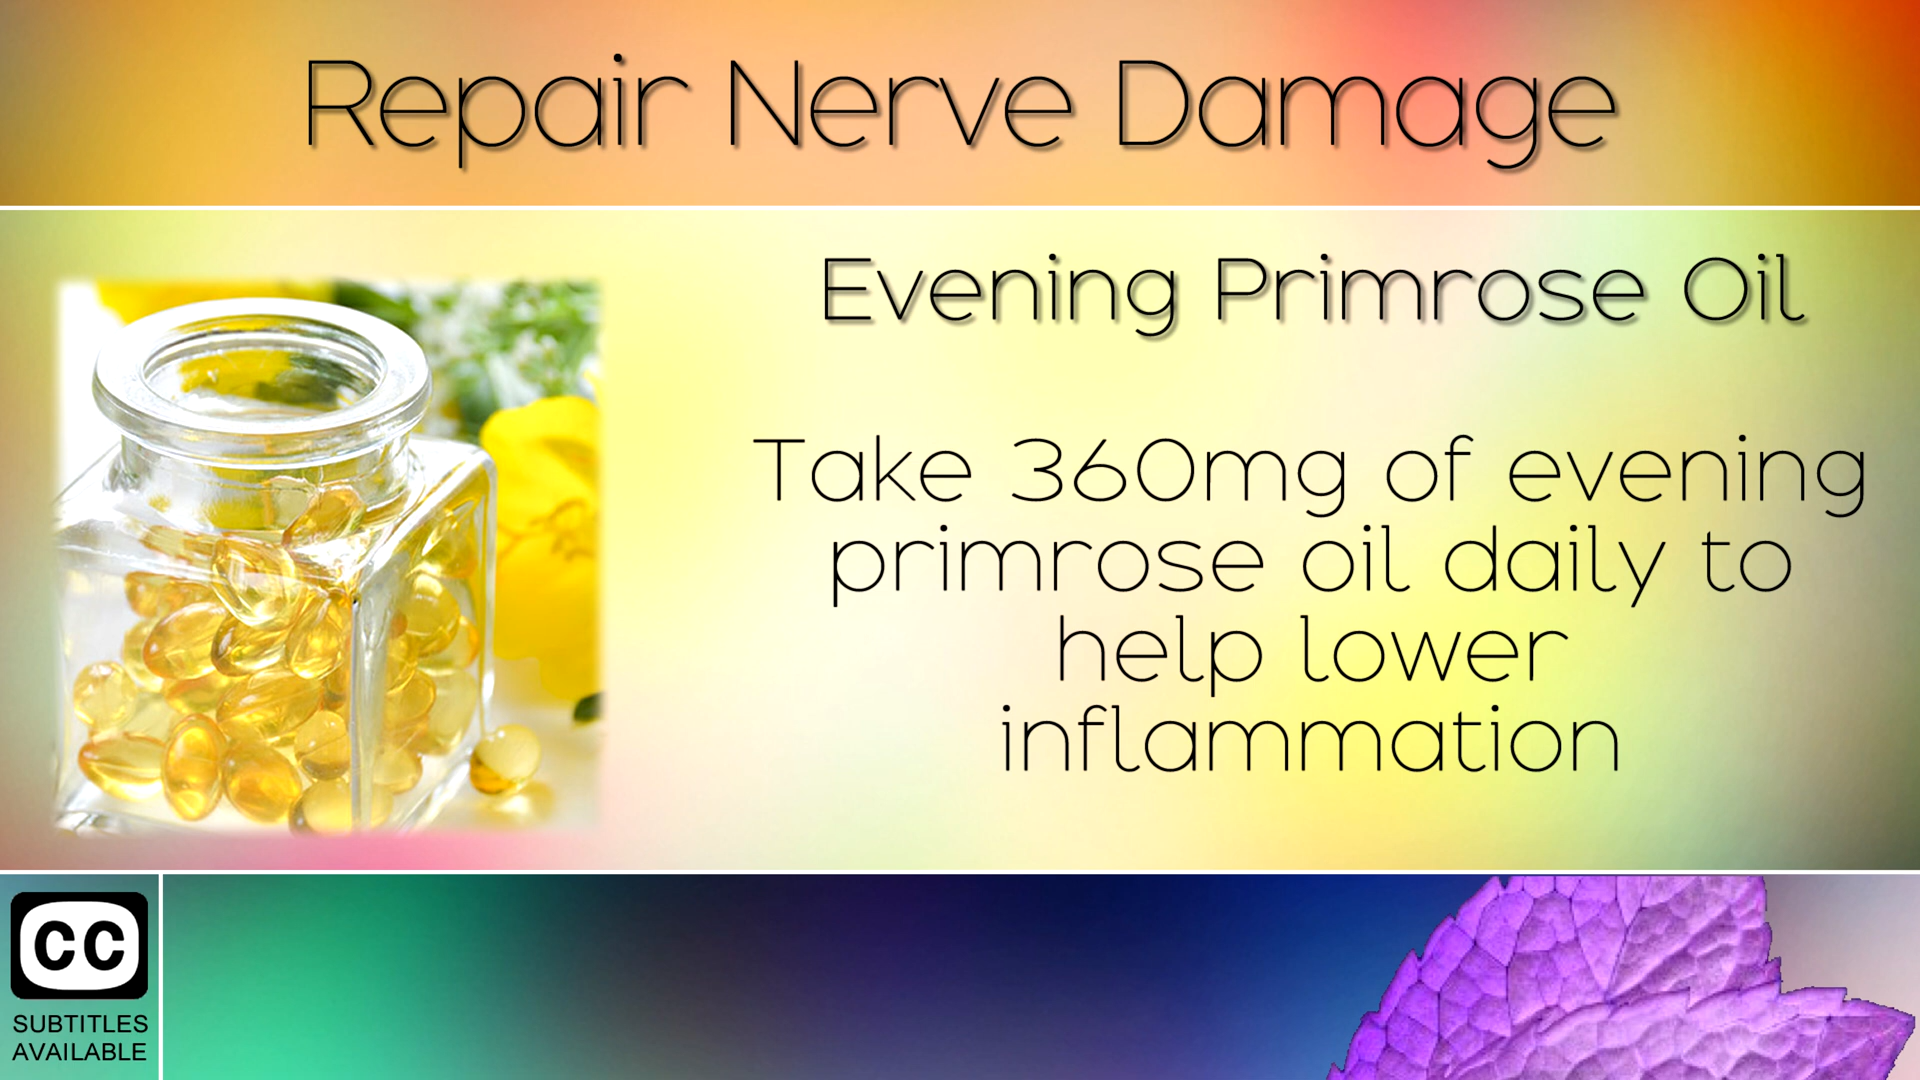 Repair Nerve Damage
Evening Primrose Oil
Take 360mg of evening
primrose oil daily to
help lower
inflammation
CC
SUBTITLES
AVAILABLE